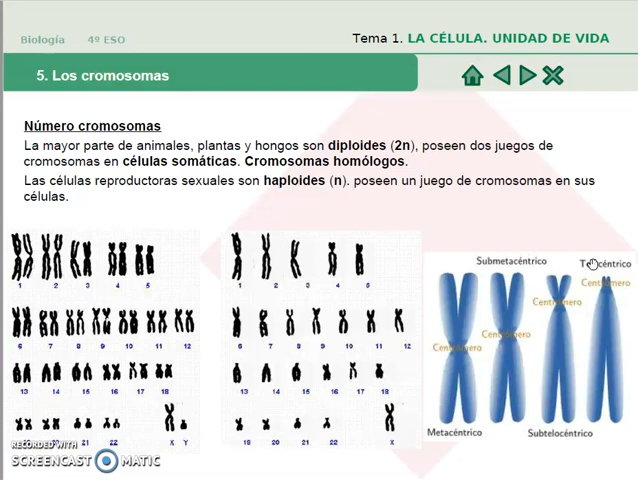 Biología 4º ESO
Tema 1. LA CÉLULA. UNIDAD DE VIDA
5. Los cromosomas
Número cromosomas
La mayor parte de animales, plantas y hongos son diploides (2n), poseen dos juegos de
cromosomas en células somáticas. Cromosomas homólogos.
Las células reproductoras sexuales son haploides (n). poseen un juego de cromosomas en sus
células.
1 2 3 4 5
6 7 8 9 10 11 12
13 14 15 16 17 18
19 20 21 22 X Y
1 2 3 4 5
6 7 8 9 10 11 12
13 14 15 16 17 18
19 20 21 22 X
Submetacéntrico
Centrómero
Centrómero
Centrómero
Centrómero
Metacéntrico
Subtelocéntrico
RECORDED WITH
SCREENCAST MATIC